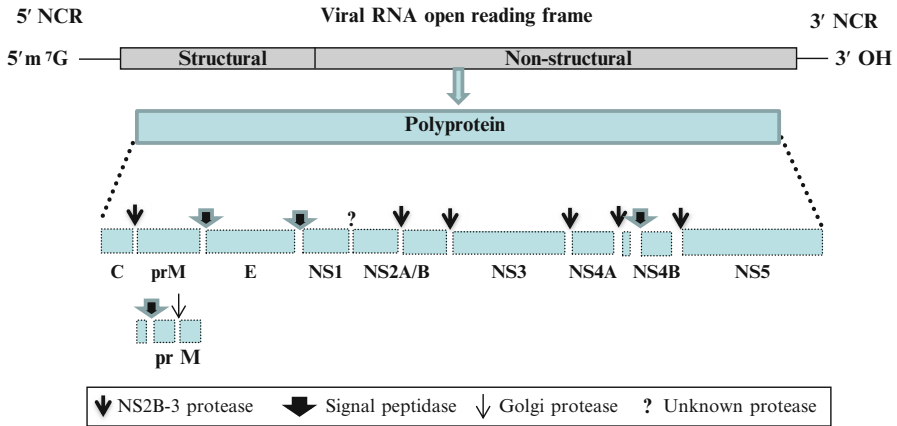 5′ NCR Viral RNA open reading frame 3′ NCR
5′m ⁷G Structural Non-structural 3′ OH
Polyprotein
?
C prM E NS1 NS2A/B NS3 NS4A NS4B NS5
pr M
NS2B-3 protease Signal peptidase Golgi protease ? Unknown protease